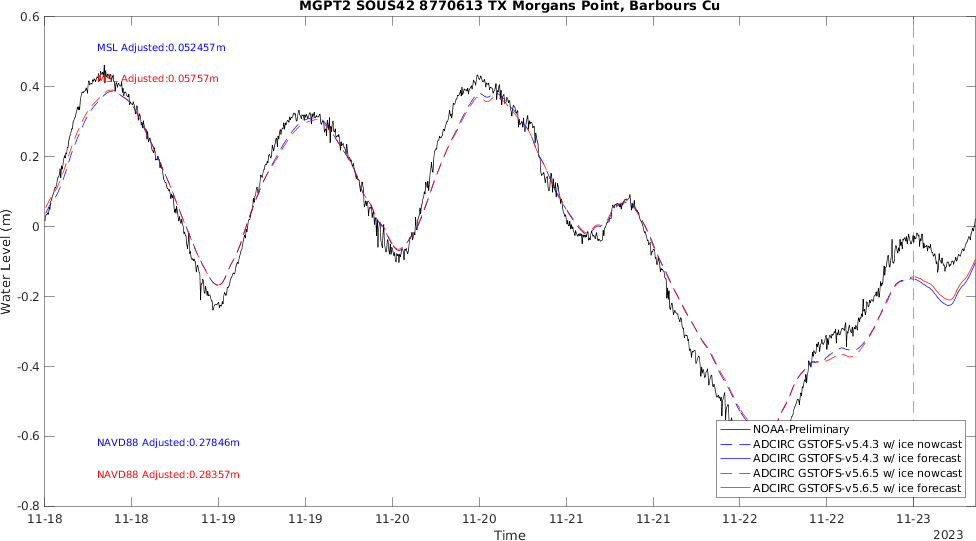 MGPT2 SOUS42 8770613 TX Morgans Point, Barbours Cu
0.6
MSL Adjusted:0.052457m
MSL Adjusted:0.05757m
0.4
0.2
0
-0.2
-0.4
-0.6
-0.8
Water Level (m)
NAVD88 Adjusted:0.27846m
NAVD88 Adjusted:0.28357m
NOAA-Preliminary
ADCIRC GSTOFS-v5.4.3 w/ ice nowcast
ADCIRC GSTOFS-v5.4.3 w/ ice forecast
ADCIRC GSTOFS-v5.6.5 w/ ice nowcast
ADCIRC GSTOFS-v5.6.5 w/ ice forecast
11-18 11-18 11-19 11-19 11-20 11-20 11-21 11-21 11-22 11-22 11-23
Time
2023